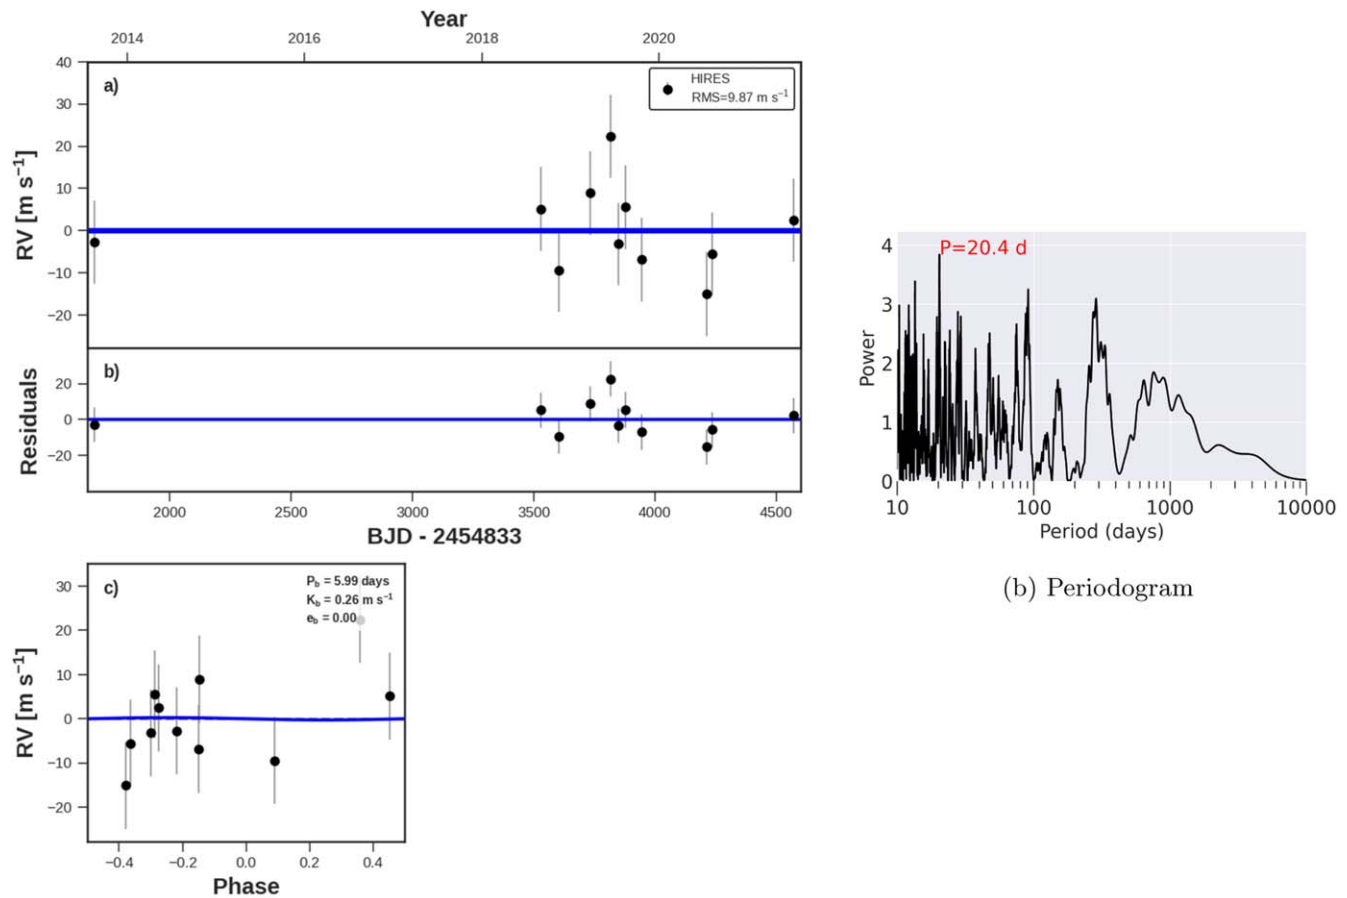 Year
2014 2016 2018 2020
a)
HIRES
RMS=9.87 m s⁻¹
40
30
20
10
0
−10
−20
RV [m s⁻¹]
b)
20
0
−20
Residuals
2000 2500 3000 3500 4000 4500
BJD - 2454833
c)
P_b = 5.99 days
K_b = 0.26 m s⁻¹
e_b = 0.00
30
20
10
0
−10
−20
RV [m s⁻¹]
−0.4 −0.2 0.0 0.2 0.4
Phase
P=20.4 d
4
3
2
1
0
Power
10 100 1000 10000
Period (days)
(b) Periodogram